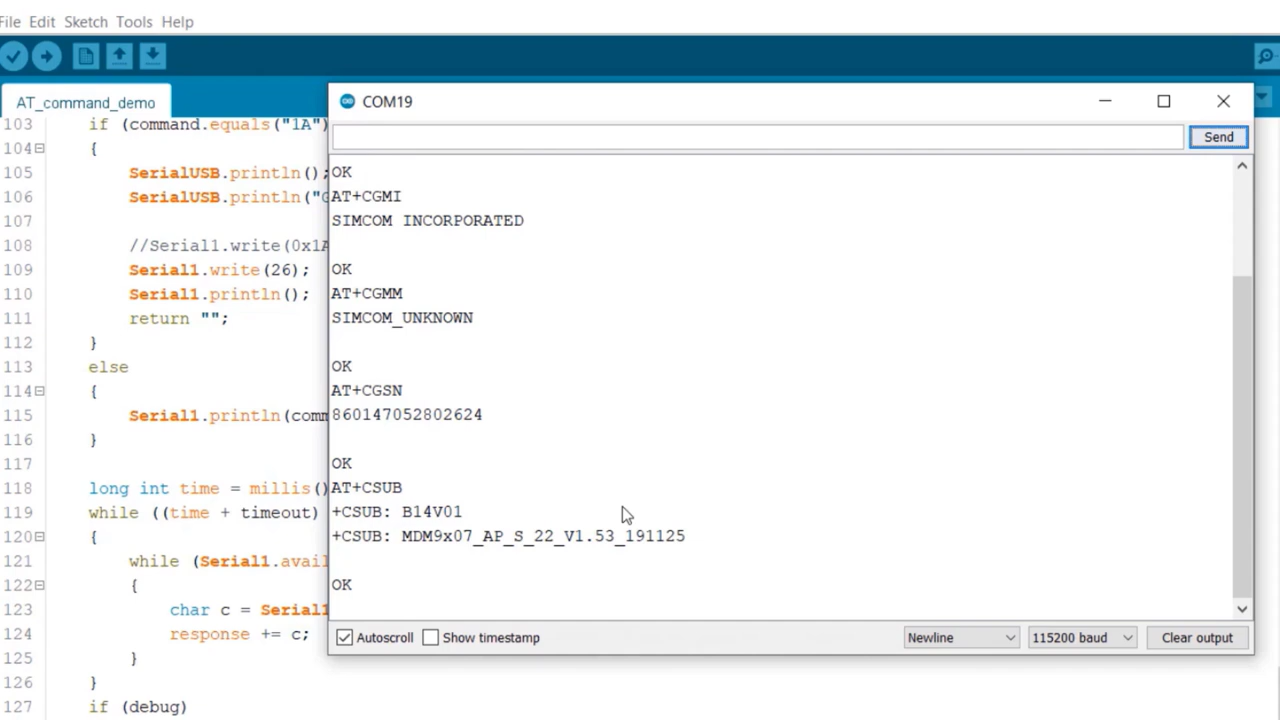 File Edit Sketch Tools Help
AT_command_demo
103 if (command.equals("1A")
104 {
105 SerialUSB.println();
106 SerialUSB.println("G
107
108 //Serial1.write(0x1A
109 Serial1.write(26);
110 Serial1.println();
111 return "";
112 }
113 else
114 {
115 Serial1.println(comm
116 }
117
118 long int time = millis()
119 while ((time + timeout)
120 {
121 while (Serial1.avail
122 {
123 char c = Serial1
124 response += c;
125 }
126 }
127 if (debug)
COM19
Send
OK
AT+CGMI
SIMCOM INCORPORATED
OK
AT+CGMM
SIMCOM_UNKNOWN
OK
AT+CGSN
860147052802624
OK
AT+CSUB
+CSUB: B14V01
+CSUB: MDM9x07_AP_S_22_V1.53_191125
OK
Autoscroll Show timestamp Newline 115200 baud Clear output